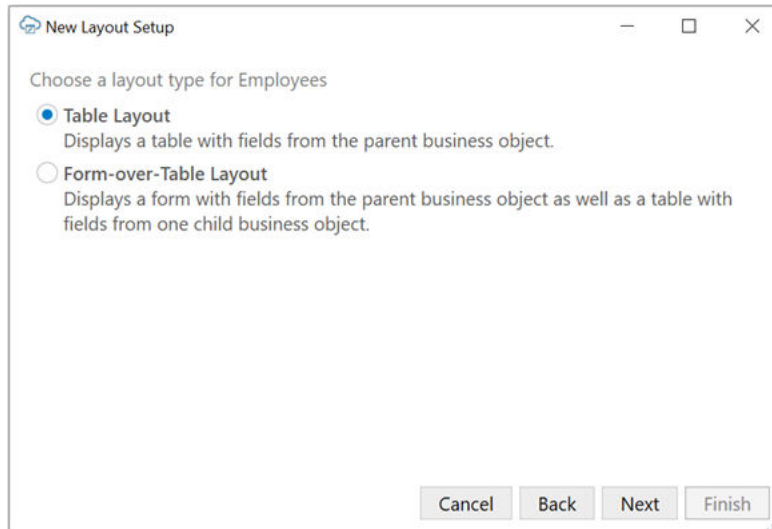 New Layout Setup
Choose a layout type for Employees
Table Layout
Displays a table with fields from the parent business object.
Form-over-Table Layout
Displays a form with fields from the parent business object as well as a table with
fields from one child business object.
Cancel Back Next Finish